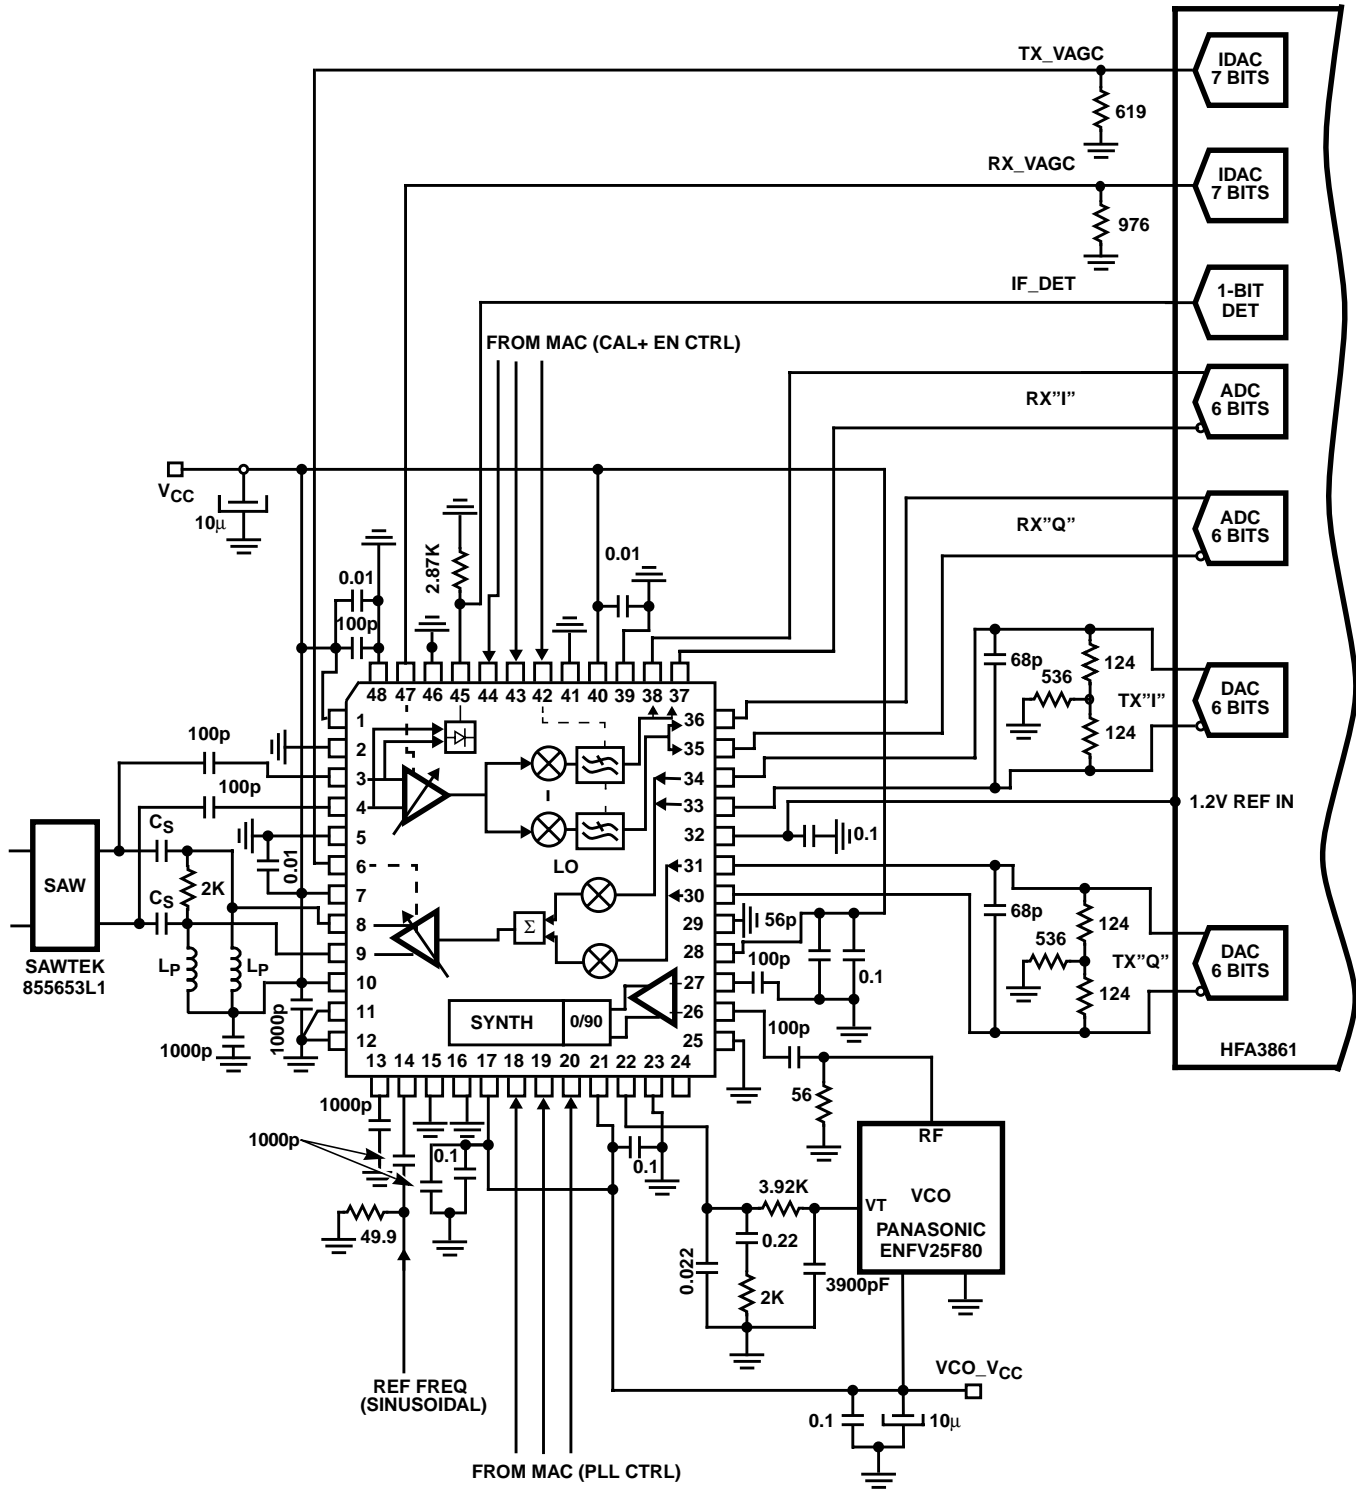 TX_VAGC
IDAC
7 BITS
619
RX_VAGC
IDAC
7 BITS
976
IF_DET
1-BIT
DET
FROM MAC (CAL+ EN CTRL)
RX"I"
ADC
6 BITS
VCC
10µ
RX"Q"
ADC
6 BITS
0.01
100p
2.87K
0.01
48 47 46 45 44 43 42 41 40 39 38 37
68p
536
124
124
TX"I"
DAC
6 BITS
1.2V REF IN
100p
100p
CS
CS
2K
SAW
SAWTEK
855653L1
LP
LP
0.01
1000p
1000p
1
2
3
4
5
6
7
8
9
10
11
12
I
LO
Σ
SYNTH
0/90
36
35
34
33
32
31
30
29
28
27
26
25
0.1
56p
100p
0.1
68p
536
124
124
TX"Q"
DAC
6 BITS
HFA3861
13 14 15 16 17 18 19 20 21 22 23 24
1000p
1000p
0.1
0.1
49.9
100p
56
RF
VT
VCO
PANASONIC
ENFV25F80
3.92K
0.22
0.022
2K
3900pF
REF FREQ
(SINUSOIDAL)
VCO_VCC
0.1
10µ
FROM MAC (PLL CTRL)